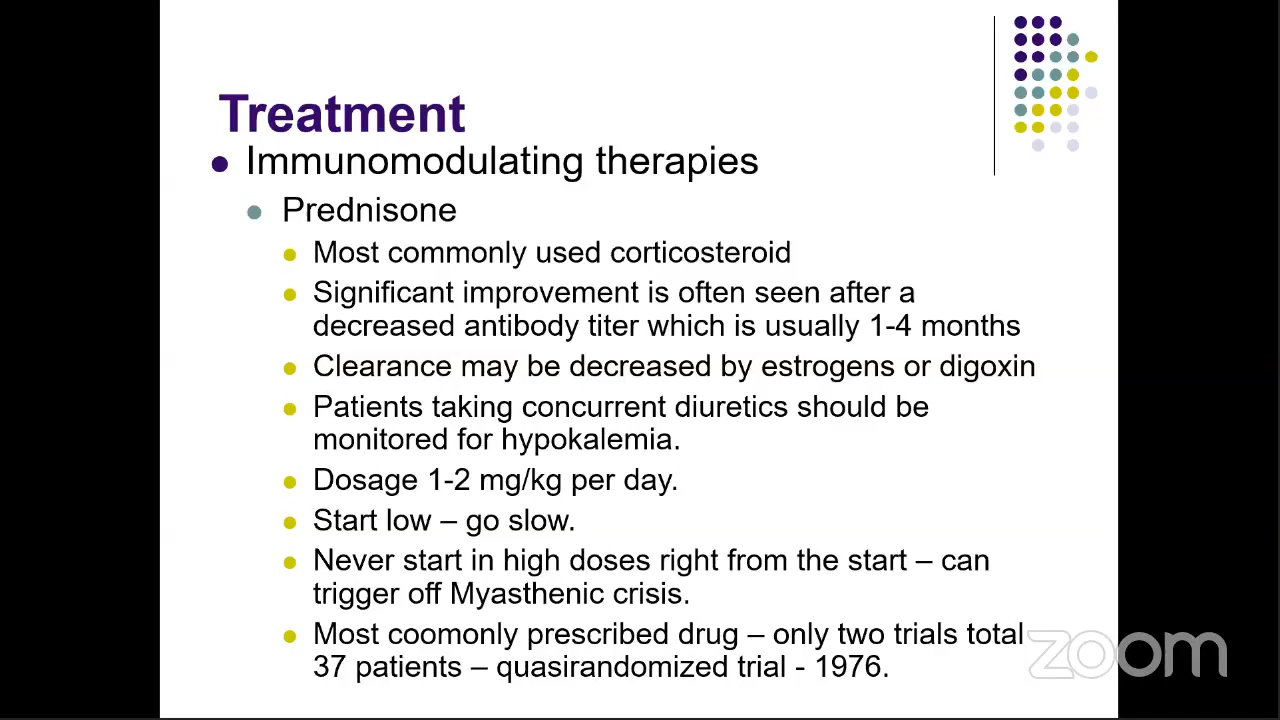 Treatment
Immunomodulating therapies
Prednisone
Most commonly used corticosteroid
Significant improvement is often seen after a
decreased antibody titer which is usually 1-4 months
Clearance may be decreased by estrogens or digoxin
Patients taking concurrent diuretics should be
monitored for hypokalemia.
Dosage 1-2 mg/kg per day.
Start low – go slow.
Never start in high doses right from the start – can
trigger off Myasthenic crisis.
Most coomonly prescribed drug – only two trials total
37 patients – quasirandomized trial - 1976.
zoom